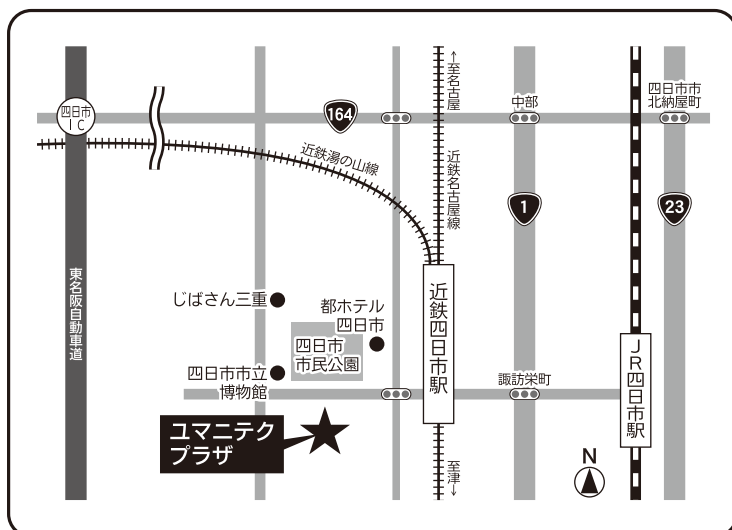 ←至名古屋
四日市
IC
164
中部
四日市市
北納屋町
近鉄湯の山線
近鉄名古屋線
1
23
東名阪自動車道
じばさん三重
都ホテル
四日市
近鉄四日市駅
四日市
市民公園
JR四日市駅
四日市市立
博物館
諏訪栄町
ユマニテク
プラザ
至津→
N